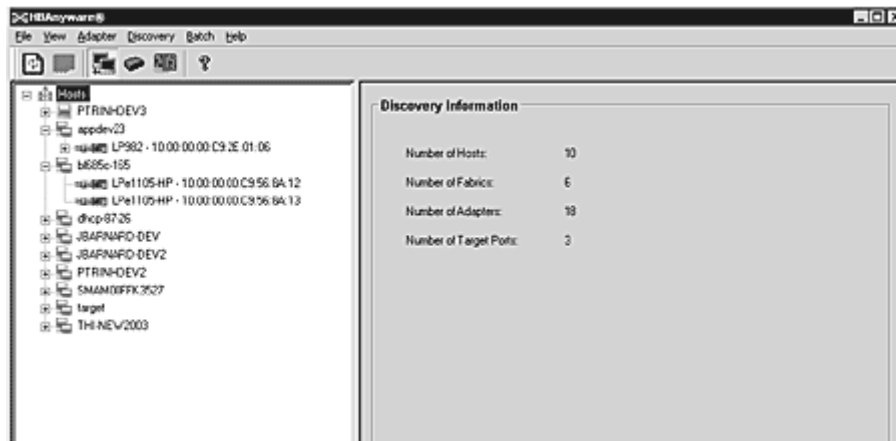 HBAnyware®
File View Adapter Discovery Batch Help
Hosts
PTRINHDEV3
appdev23
LP982 - 10:00:00:00:C9:2E:01:06
bl685c-165
LPe1105-HP - 10:00:00:00:C9:56:8A:12
LPe1105-HP - 10:00:00:00:C9:56:8A:13
dhcp-87-26
JBARNARD-DEV
JBARNARD-DEV2
PTRINHDEV2
target
THI-NEW2003
Discovery Information
Number of Hosts: 10
Number of Fabrics: 6
Number of Adapters: 18
Number of Target Ports: 3